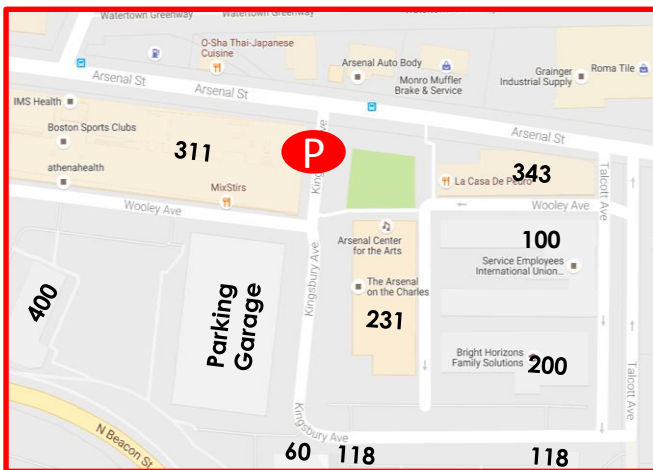 Watertown Greenway
Watertown Greenway
O-Sha Thai-Japanese
Cuisine
Arsenal St
Arsenal St
Arsenal Auto Body
Monro Muffler
Brake & Service
Grainger
Industrial Supply
Roma Tile
IMS Health
Boston Sports Clubs
athenahealth
311
MixStirs
P
Arsenal St
343
La Casa De Pedro
Talcott Ave
Wooley Ave
Wooley Ave
Arsenal Center
for the Arts
100
Service Employees
International Union...
400
Parking
Garage
Kingsbury Ave
The Arsenal
on the Charles
231
Bright Horizons
Family Solutions
200
Talcott Ave
N Beacon St
Kingsbury Ave
60
118
118